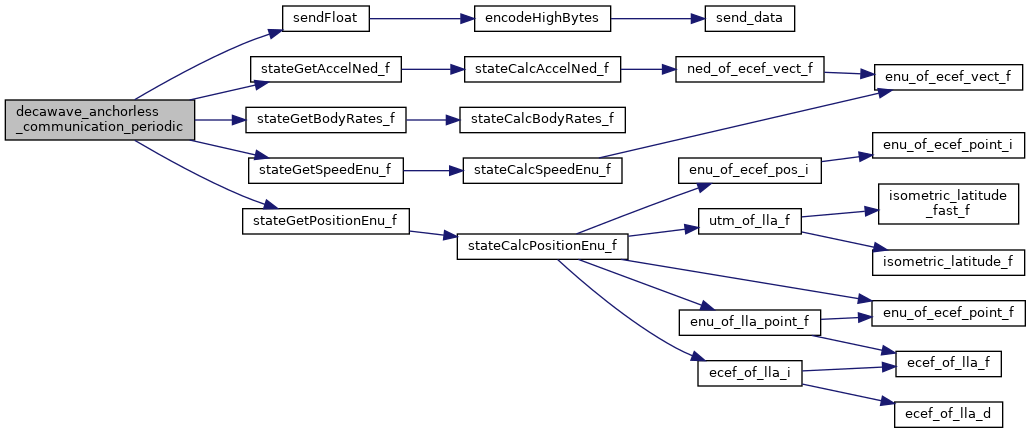 decawave_anchorless
_communication_periodic
sendFloat
encodeHighBytes
send_data
stateGetAccelNed_f
stateCalcAccelNed_f
ned_of_ecef_vect_f
enu_of_ecef_vect_f
stateGetBodyRates_f
stateCalcBodyRates_f
stateGetSpeedEnu_f
stateCalcSpeedEnu_f
stateGetPositionEnu_f
stateCalcPositionEnu_f
enu_of_ecef_pos_i
enu_of_ecef_point_i
utm_of_lla_f
isometric_latitude
_fast_f
isometric_latitude_f
enu_of_lla_point_f
enu_of_ecef_point_f
ecef_of_lla_i
ecef_of_lla_f
ecef_of_lla_d